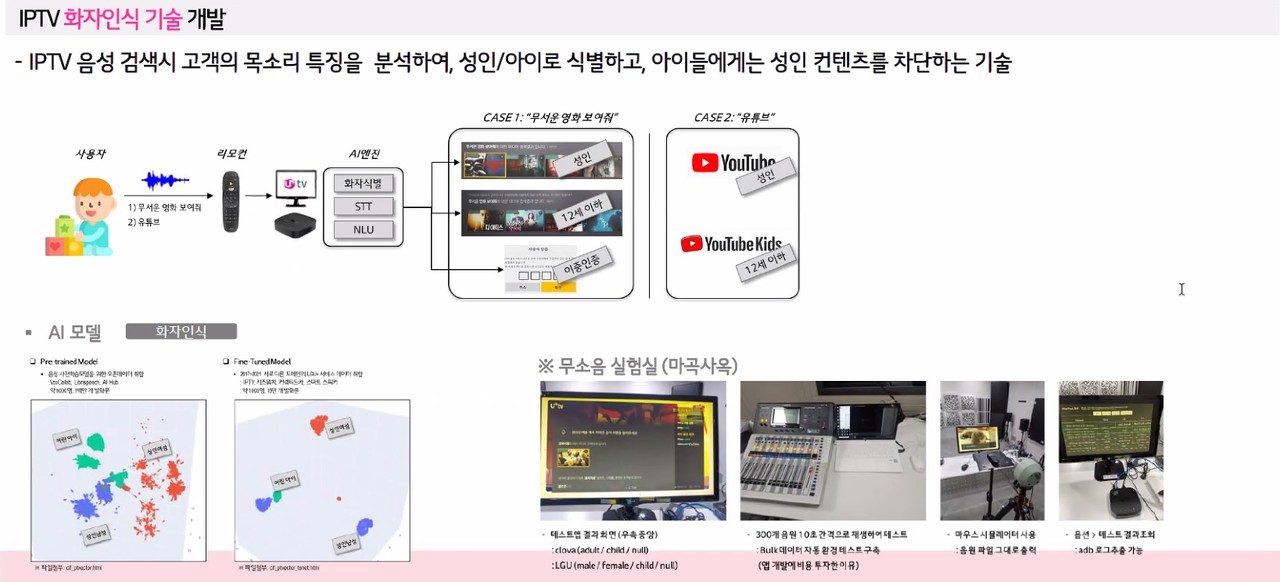 IPTV 화자인식 기술 개발
- IPTV 음성 검색시 고객의 목소리 특징을 분석하여, 성인/아이로 식별하고, 아이들에게는 성인 컨텐츠를 차단하는 기술
CASE 1: "무서운 영화 보여줘"
CASE 2: "유튜브"
사용자
리모컨
AI엔진
1) 무서운 영화 보여줘
2) 유튜브
U+ tv
화자식별
STT
NLU
성인
12세 이하
사용자 인증
이중인증
YouTube
성인
YouTube Kids
12세 이하
AI 모델
화자인식
Pre-trained Model
VoxCeleb, Librispeech, AI Hub
어린 아이
성인여성
성인남성
Fine-Tuned Model
성인여성
어린 아이
성인남성
※ 무소음 실험실 (마곡사옥)
U+tv
- 테스트앱 결과 화면 (우측 중앙)
: clova (adult / child / null)
: LGU (male / female / child / null)
- 300개 음원 10초 간격으로 재생하여 테스트
: Bulk 데이터 자동 환경 테스트 구축
(앱 개발에 비용 투자한 이유)
- 마우스 시뮬레이터 사용
: 음원 파일 그대로 출력
- 옵션 > 테스트 결과조회
: adb 로그추출 가능